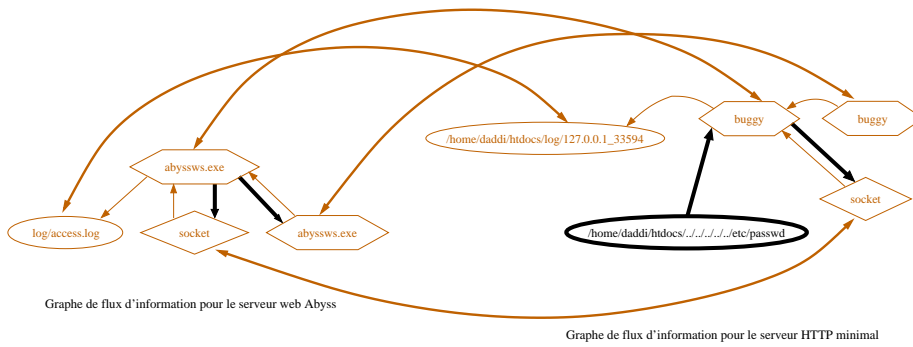 buggy
buggy
/home/daddi/htdocs/log/127.0.0.1_33594
abyssws.exe
socket
log/access.log
socket
abyssws.exe
/home/daddi/htdocs/../../../../../etc/passwd
Graphe de flux d'information pour le serveur web Abyss
Graphe de flux d'information pour le serveur HTTP minimal